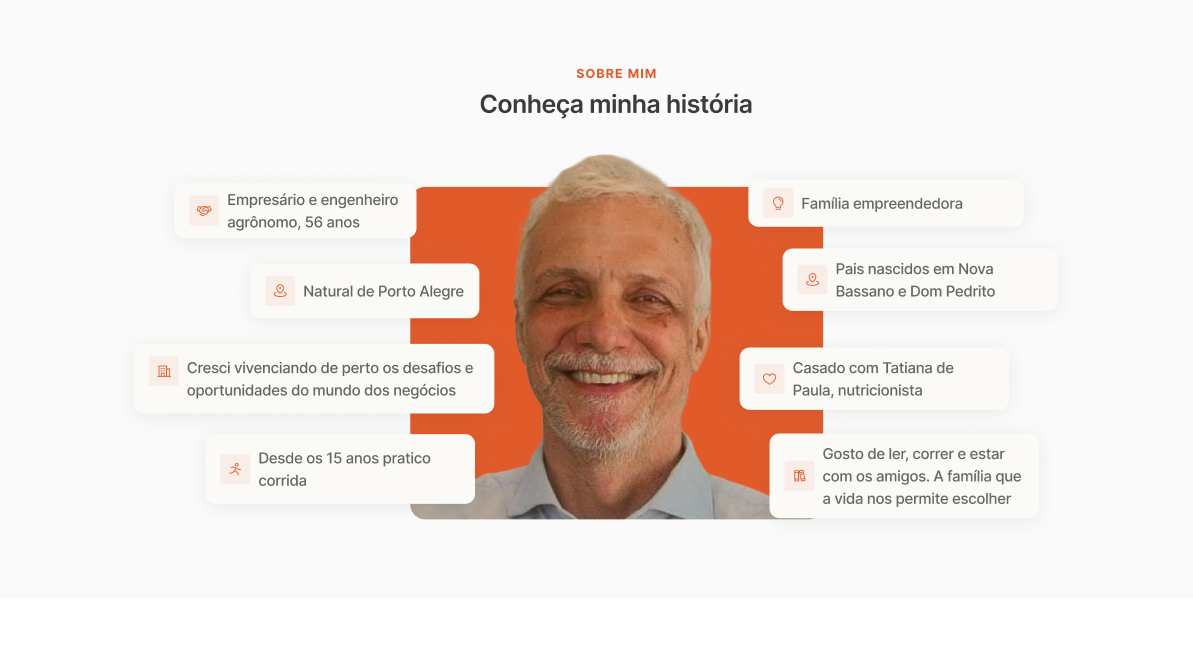 SOBRE MIM
Conheça minha história
Empresário e engenheiro
agrônomo, 56 anos
Natural de Porto Alegre
Cresci vivenciando de perto os desafios e
oportunidades do mundo dos negócios
Desde os 15 anos pratico
corrida
Família empreendedora
Pais nascidos em Nova
Bassano e Dom Pedrito
Casado com Tatiana de
Paula, nutricionista
Gosto de ler, correr e estar
com os amigos. A família que
a vida nos permite escolher